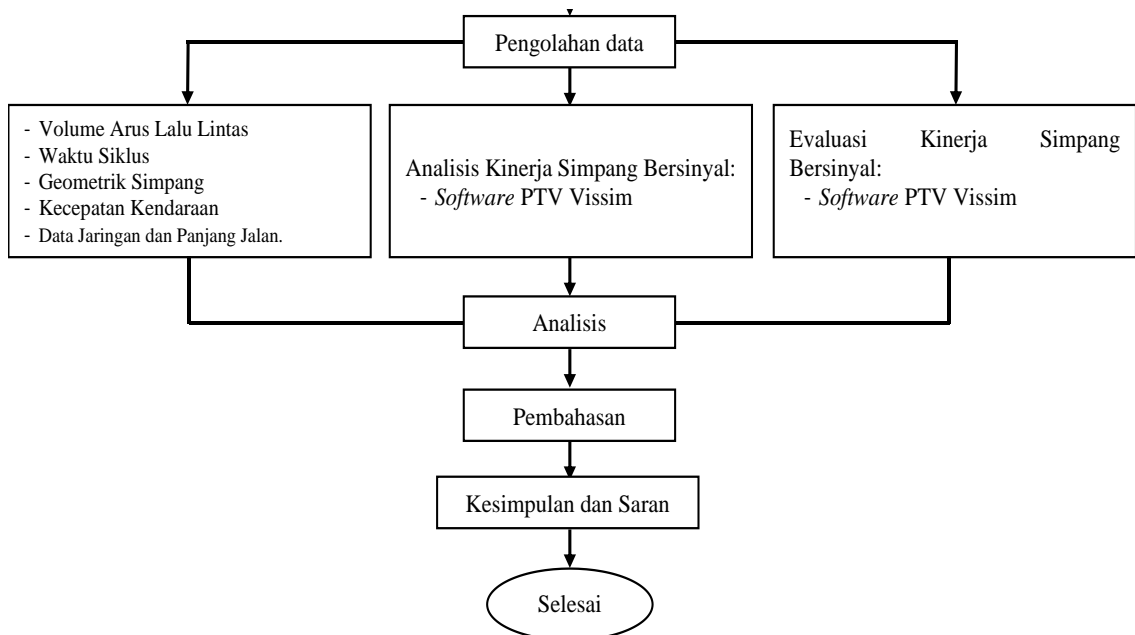 Pengolahan data
- Volume Arus Lalu Lintas
- Waktu Siklus
- Geometrik Simpang
- Kecepatan Kendaraan
- Data Jaringan dan Panjang Jalan.
Analisis Kinerja Simpang Bersinyal:
- Software PTV Vissim
Evaluasi Kinerja Simpang
Bersinyal:
- Software PTV Vissim
Analisis
Pembahasan
Kesimpulan dan Saran
Selesai